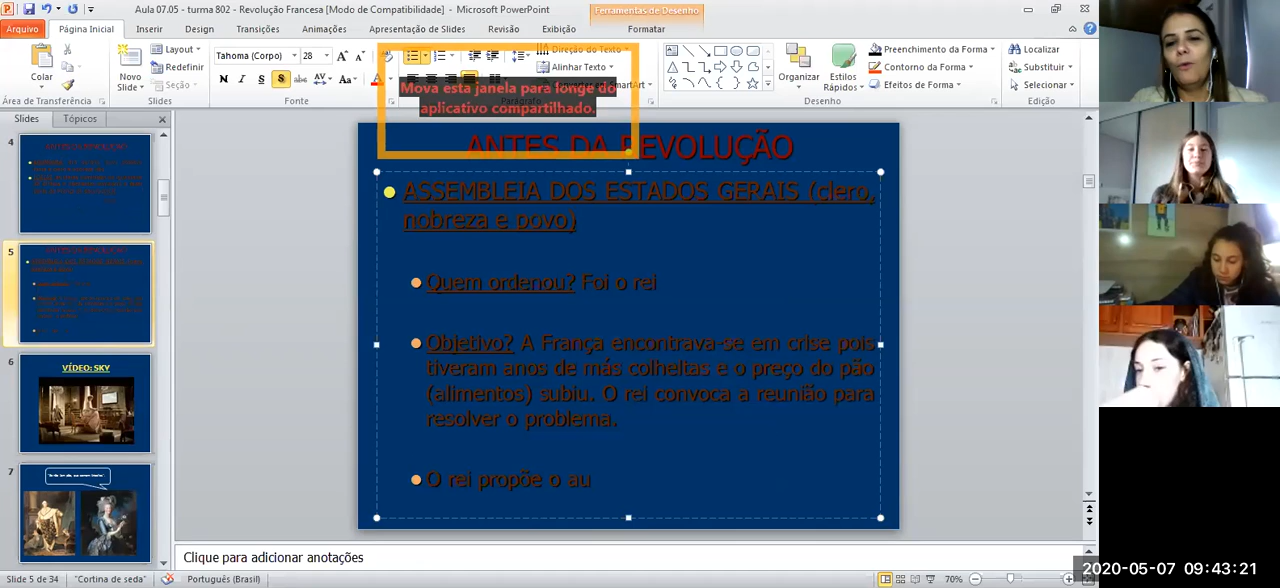 Aula 07.05 - turma 802 - Revolução Francesa [Modo de Compatibilidade] - Microsoft PowerPoint
Ferramentas de Desenho
Arquivo
Página Inicial
Inserir
Design
Transições
Animações
Apresentação de Slides
Revisão
Exibição
Formatar
Colar
Área de Transferência
Novo
Slide
Layout
Redefinir
Seção
Slides
Tahoma (Corpo)
28
N
I
S
S
abc
AV
Aa
A
Fonte
Direção do Texto
Alinhar Texto
Parágrafo
Mova esta janela para longe do
aplicativo compartilhado.
Organizar
Estilos
Rápidos
Preenchimento da Forma
Contorno da Forma
Efeitos de Forma
Desenho
Localizar
Substituir
Selecionar
Edição
Slides
Tópicos
4
5
6
VÍDEO: SKY
7
ANTES DA REVOLUÇÃO
ASSEMBLEIA DOS ESTADOS GERAIS (clero,
nobreza e povo)
Quem ordenou? Foi o rei
Objetivo? A França encontrava-se em crise pois
tiveram anos de más colheitas e o preço do pão
(alimentos) subiu. O rei convoca a reunião para
resolver o problema.
O rei propõe o au
Clique para adicionar anotações
Slide 5 de 34
"Cortina de seda"
Português (Brasil)
70%
2020-05-07 09:43:21